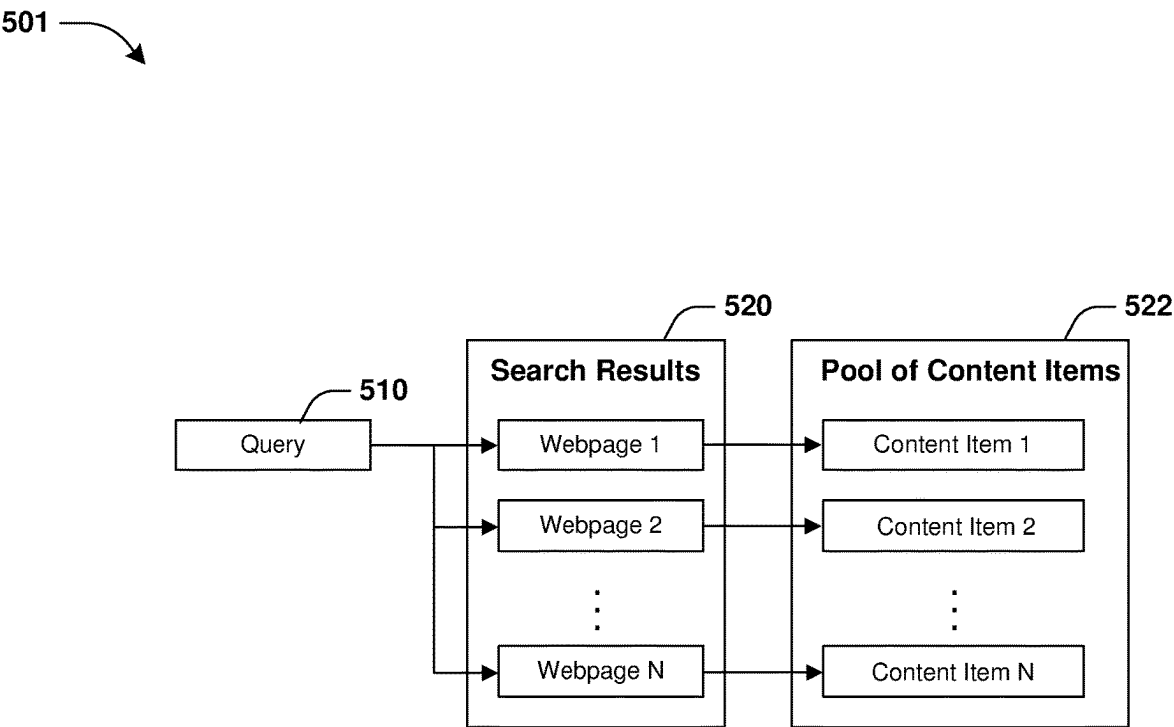 501
520
522
Search Results
Pool of Content Items
510
Query
Webpage 1
Content Item 1
Webpage 2
Content Item 2
Webpage N
Content Item N